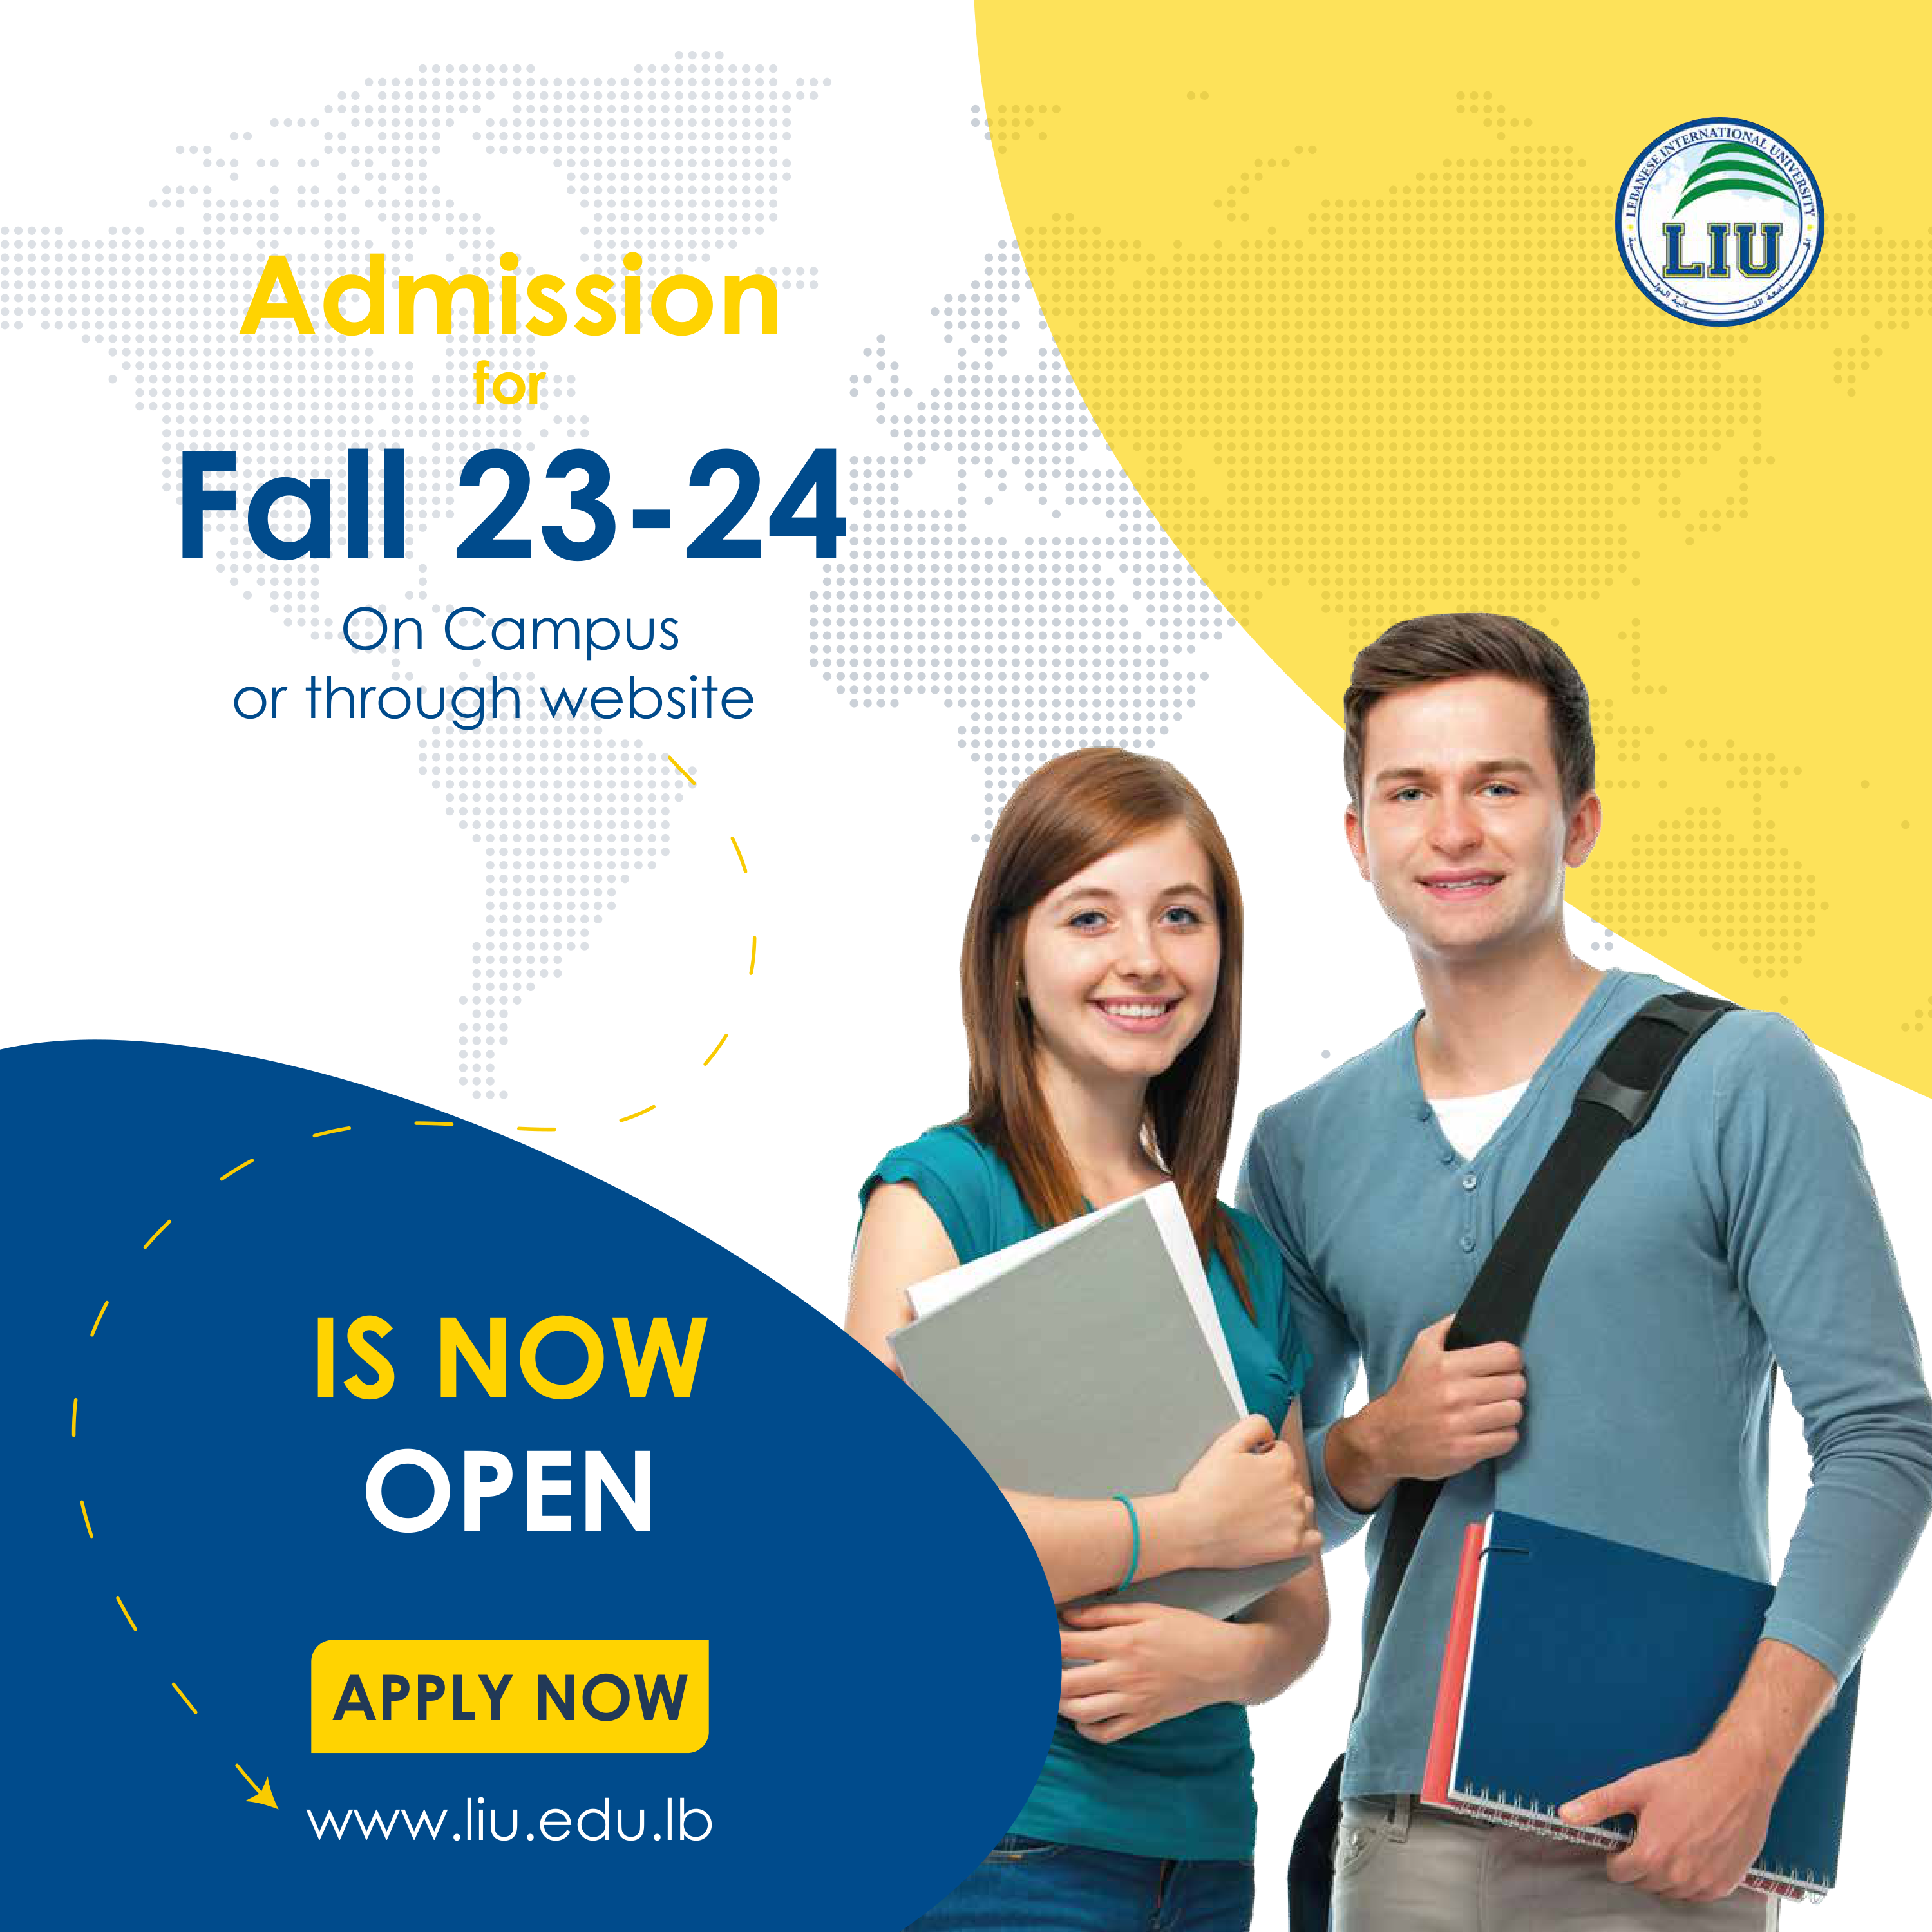 LEBANESE INTERNATIONAL UNIVERSITY
LIU
Admission
for
Fall 23-24
On Campus
or through website
IS NOW
OPEN
APPLY NOW
www.liu.edu.lb